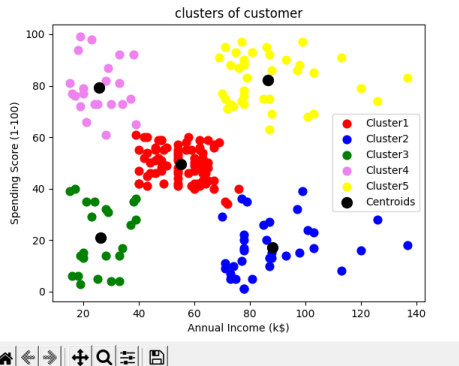 clusters of customer
100
80
60
40
20
0
Spending Score (1-100)
Cluster1
Cluster2
Cluster3
Cluster4
Cluster5
Centroids
20 40 60 80 100 120 140
Annual Income (k$)